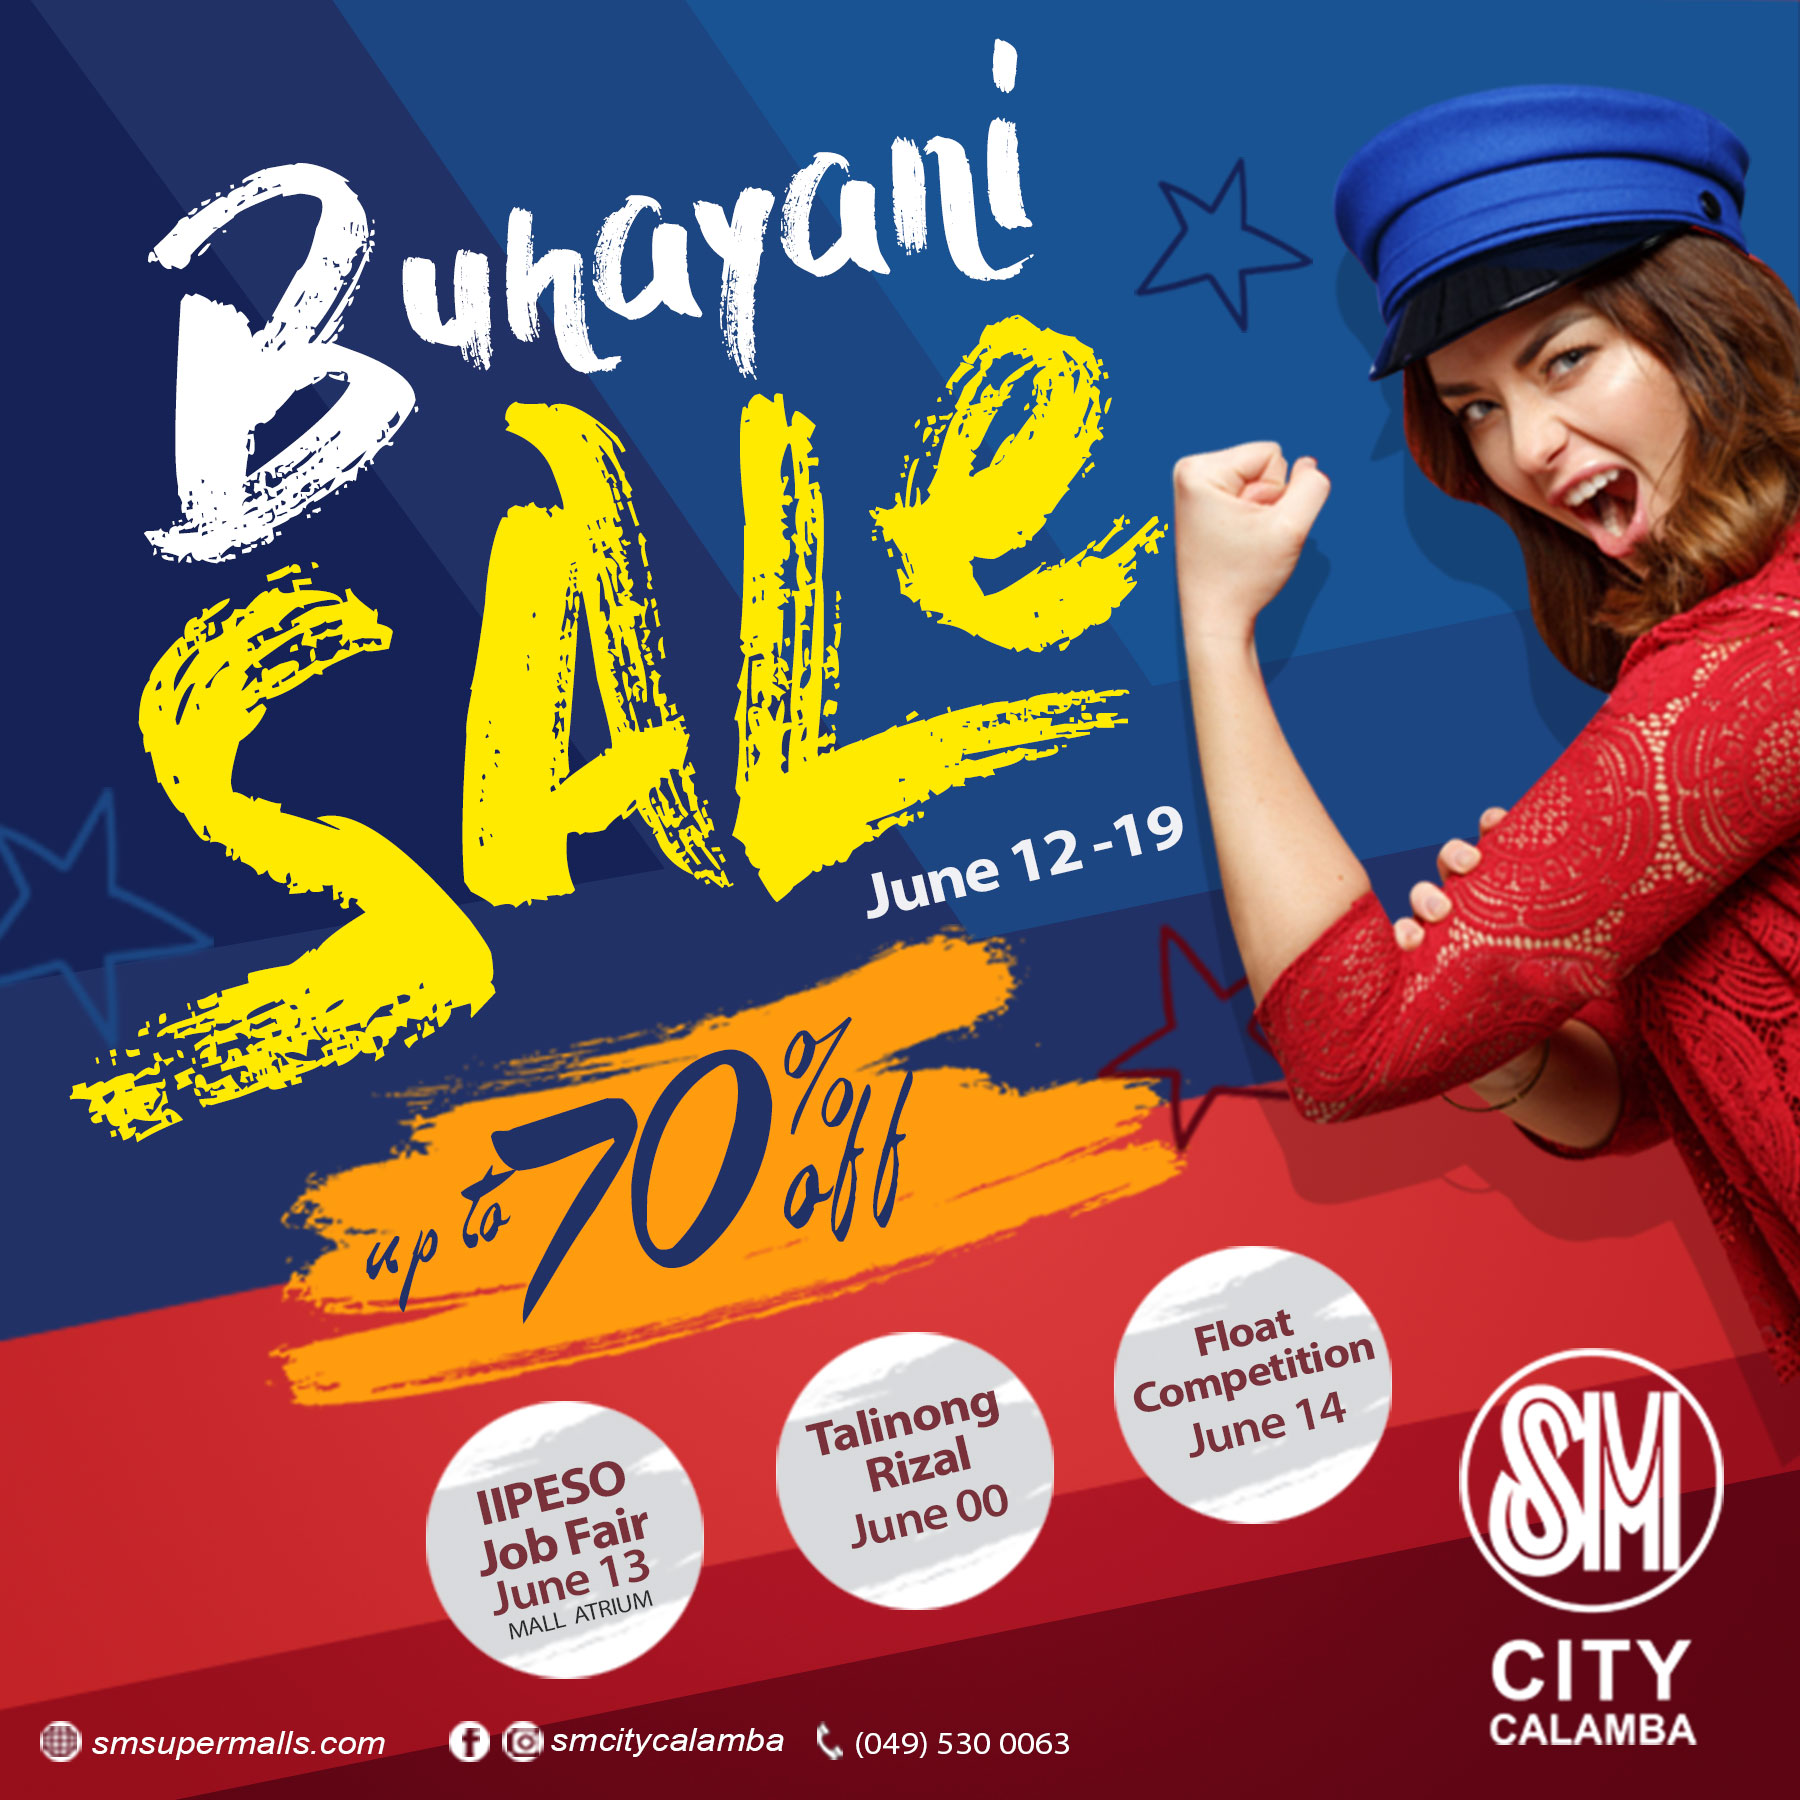 Buhayani
SALe
June 12-19
up to 70% off
Float
Competition
June 14
Talinong
Rizal
June 00
IIPESO
Job Fair
June 13
MALL ATRIUM
SM
CITY
CALAMBA
smsupermalls.com
smcitycalamba
(049) 530 0063